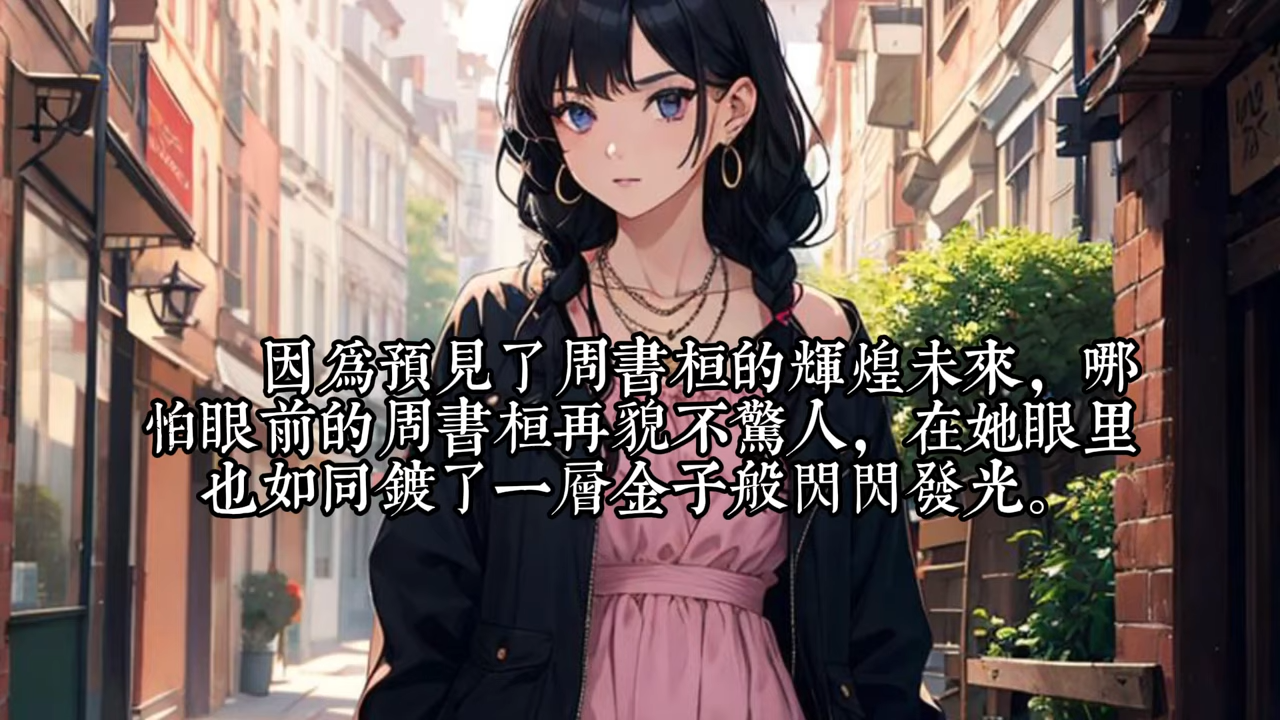 因爲預見了周書桓的輝煌未來，哪
怕眼前的周書桓再貌不驚人，在她眼里
也如同鍍了一層金子般閃閃發光。